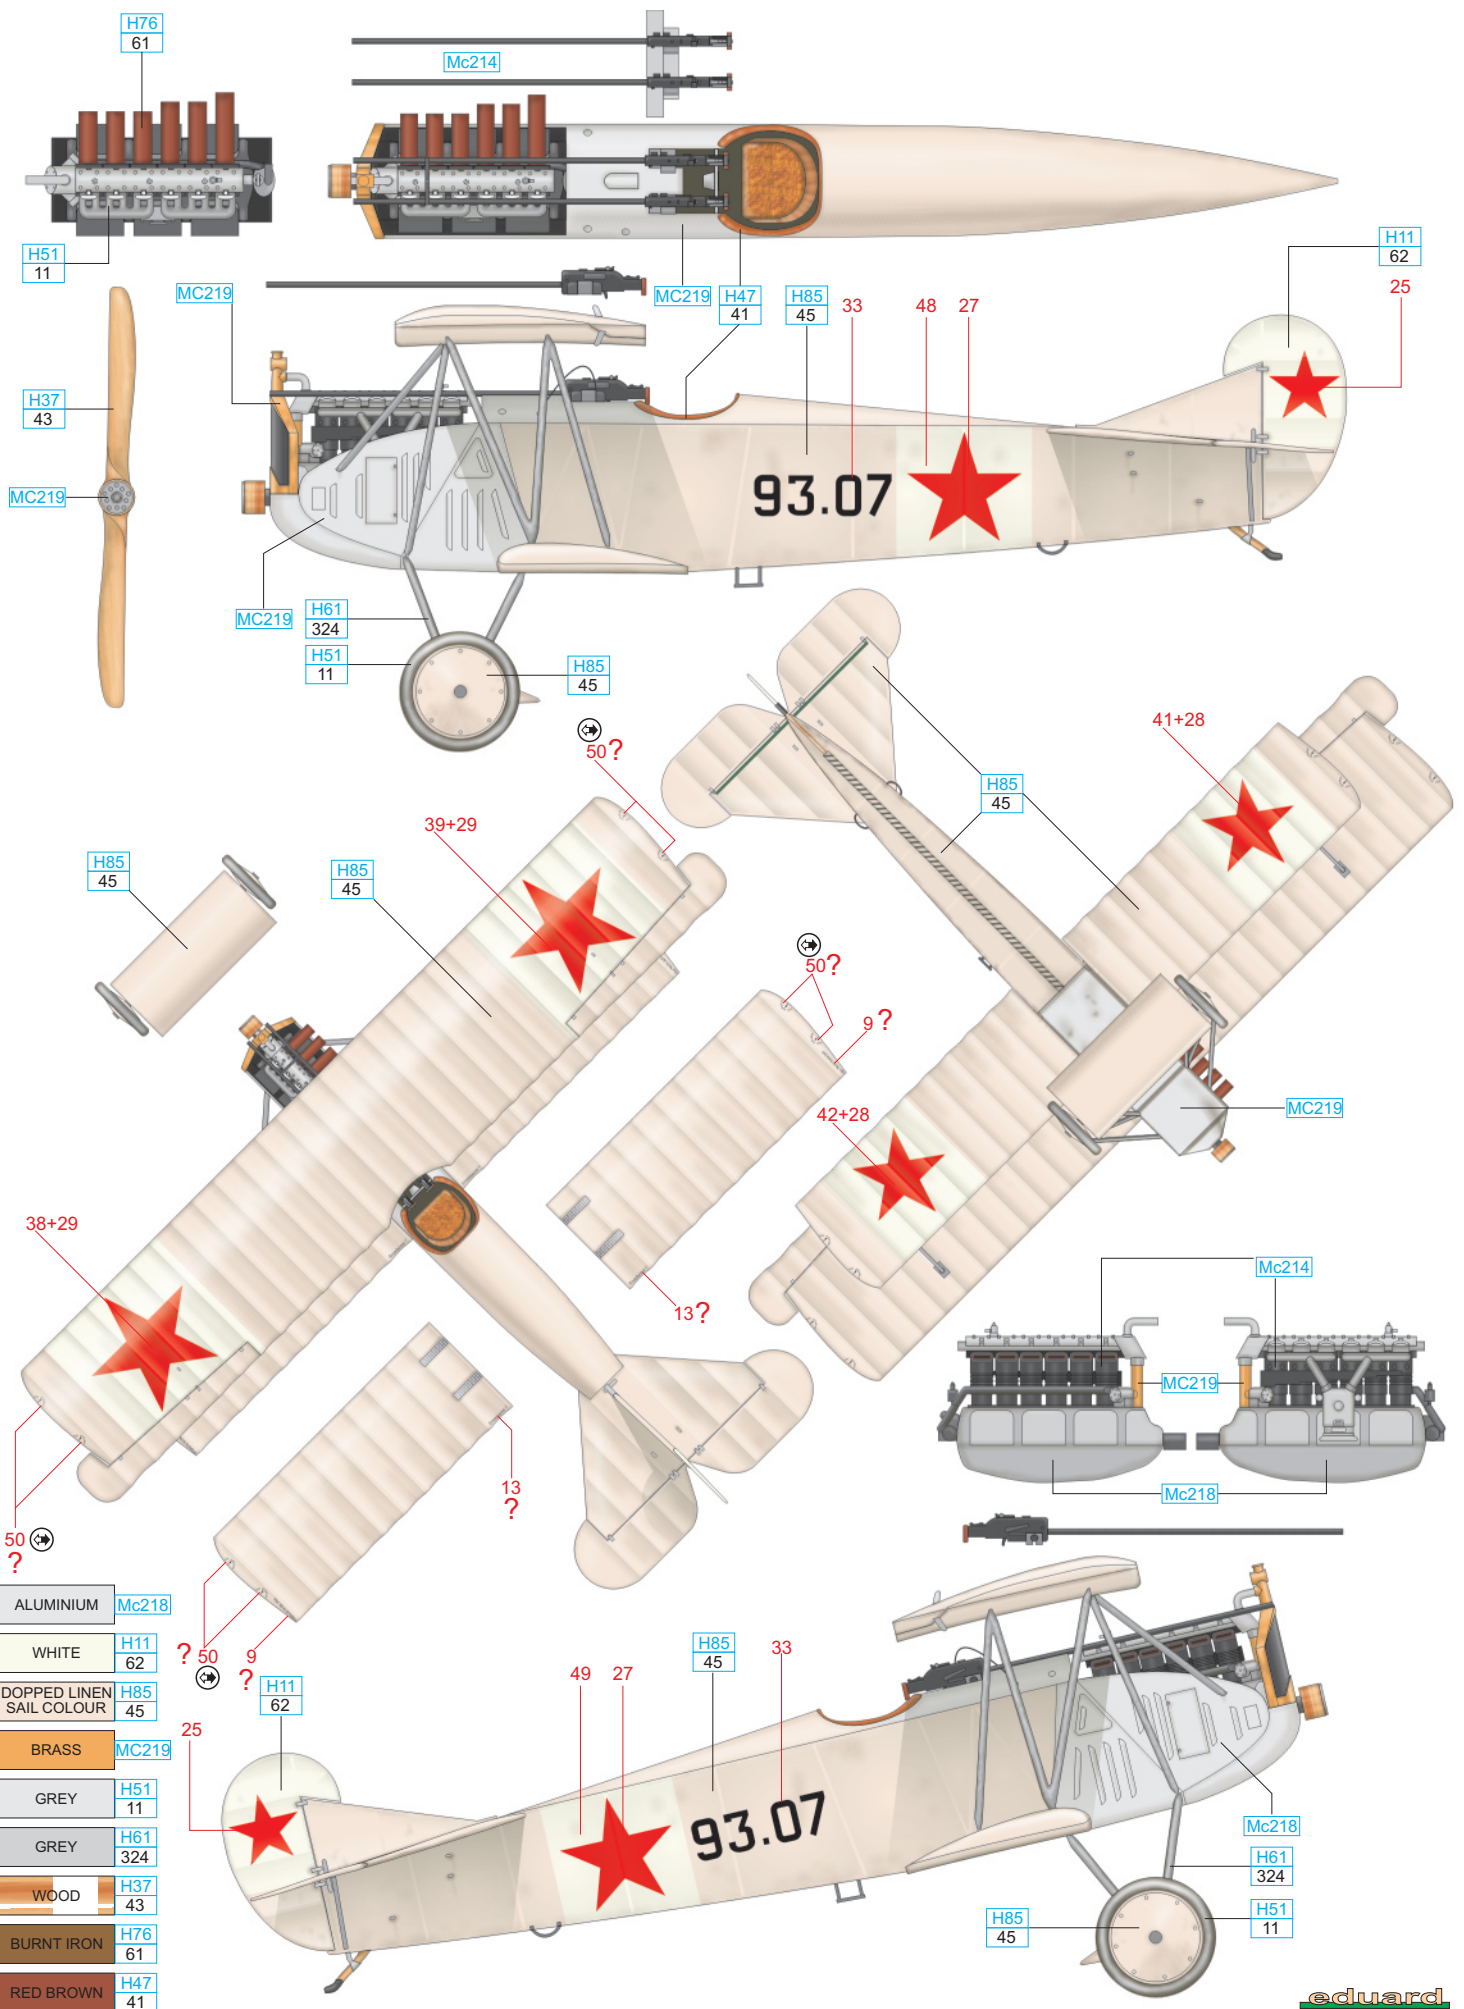 H76
61
Mc214
H51
11
MC219
H47
41
H85
45
33
48
27
H11
62
25
MC219
H37
43
MC219
93.07
MC219
H61
324
H51
11
H85
45
50?
41+28
39+29
H85
45
H85
45
H85
45
50?
9?
42+28
MC219
38+29
13?
Mc214
MC219
Mc218
13
?
50
?
? 50
9
?
H11
62
25
49
27
H85
45
33
93.07
Mc218
H61
324
H51
11
H85
45
ALUMINIUM Mc218
WHITE H11
62
DOPPED LINEN H85
SAIL COLOUR 45
BRASS MC219
GREY H51
11
GREY H61
324
WOOD H37
43
BURNT IRON H76
61
RED BROWN H47
41
eduard